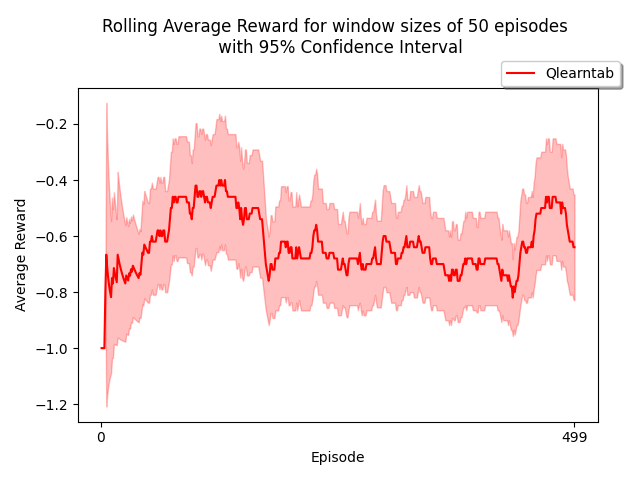 Rolling Average Reward for window sizes of 50 episodes
with 95% Confidence Interval
Qlearntab
−0.2
−0.4
−0.6
−0.8
−1.0
−1.2
Average Reward
0
499
Episode